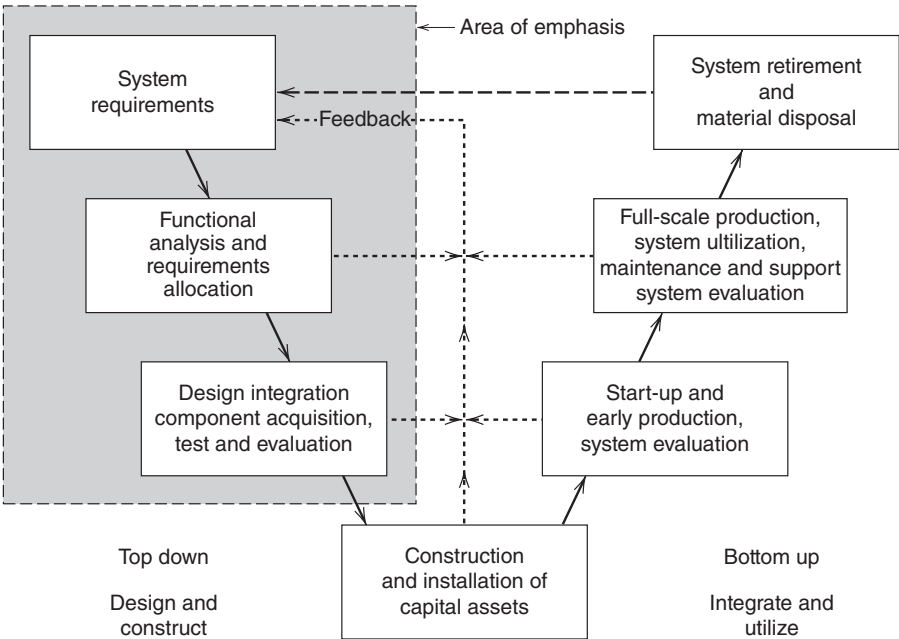 Area of emphasis
System
requirements
System retirement
and
material disposal
Feedback
Functional
analysis and
requirements
allocation
Full-scale production,
system ultilization,
maintenance and support
system evaluation
Design integration
component acquisition,
test and evaluation
Start-up and
early production,
system evaluation
Construction
and installation of
capital assets
Top down
Design and
construct
Bottom up
Integrate and
utilize